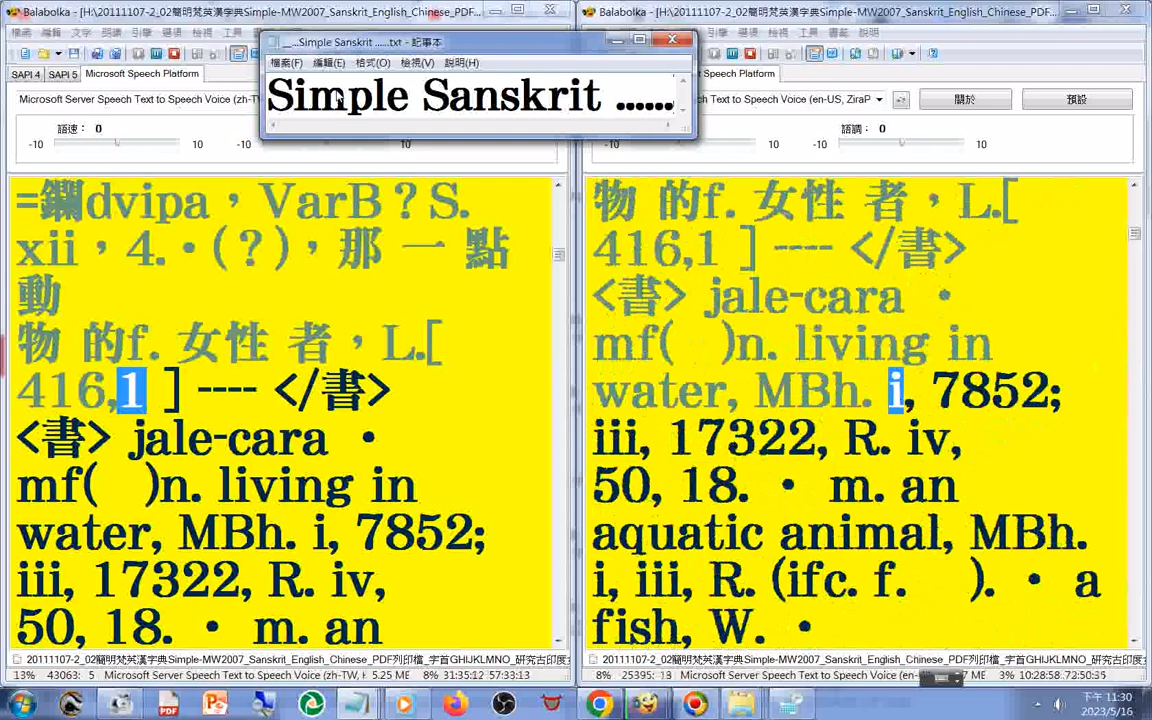 Balabolka - [H:\20111107-2_02簡明梵英漢字典Simple-MW2007_Sanskrit_English_Chinese_PDF...
Balabolka - [H:\20111107-2_02簡明梵英漢字典Simple-MW2007_Sanskrit_English_Chinese_PDF...
__...Simple Sanskrit ......txt - 記事本
檔案(F) 編輯(E) 格式(O) 檢視(V) 說明(H)
Simple Sanskrit ......
SAPI 4 SAPI 5 Microsoft Speech Platform
Microsoft Server Speech Text to Speech Voice (zh-TW,
語速： 0
-10 10 -10 10
t Speech Platform
ch Text to Speech Voice (en-US, ZiraP
關於 預設
語調： 0
-10 10
=鑭dvipa，VarB？S.
xii，4.·(？)，那 一 點
動
物 的f. 女性 者，L.[
416,1 ] ---- </書>
<書> jale-cara ·
mf( )n. living in
water, MBh. i, 7852;
iii, 17322, R. iv,
50, 18. · m. an
物 的f. 女性 者，L.[
416,1 ] ---- </書>
<書> jale-cara ·
mf( )n. living in
water, MBh. i, 7852;
iii, 17322, R. iv,
50, 18. · m. an
aquatic animal, MBh.
i, iii, R. (ifc. f. ). · a
fish, W. ·
20111107-2_02簡明梵英漢字典Simple-MW2007_Sanskrit_English_Chinese_PDF列印檔_字首GHIJKLMNO_研究古印度
20111107-2_02簡明梵英漢字典Simple-MW2007_Sanskrit_English_Chinese_PDF列印檔_字首GHIJKLMNO_研究古印度
13% 43063: 5 Microsoft Server Speech Text to Speech Voice (zh-TW, 5.25 ME 8% 31:35:12 57:33:13
8% 25395: 13 Microsoft Server Speech Text to Speech Voice 3% 10:28:58
下午 11:30
2023/5/16